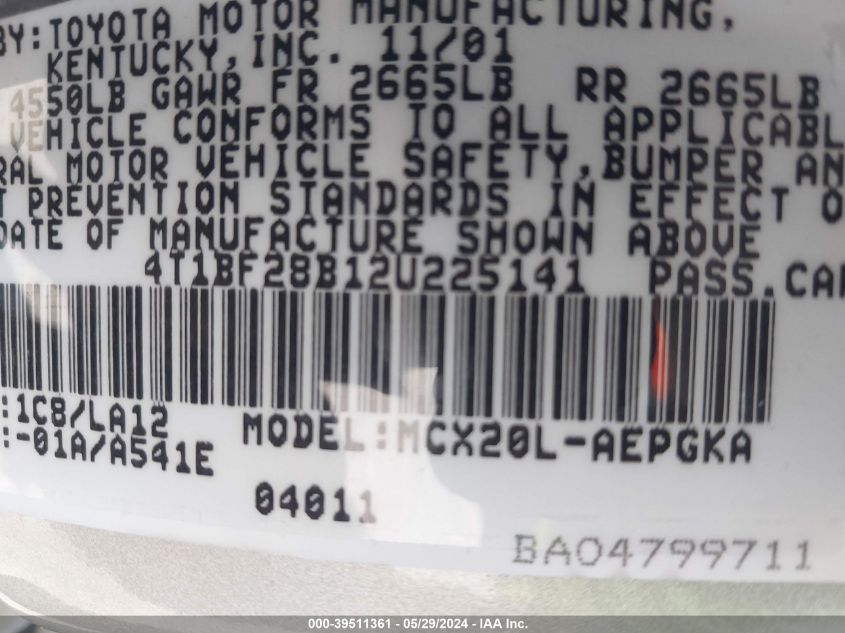 BY:TOYOTA MOTOR MANUFACTURING,
KENTUCKY,INC. 11/01
4550LB GAWR FR 2665LB RR 2665LB
VEHICLE CONFORMS TO ALL APPLICABL
RAL MOTOR VEHICLE SAFETY,BUMPER AN
T PREVENTION STANDARDS IN EFFECT O
DATE OF MANUFACTURE SHOWN ABOVE
4T1BF28B12U225141 PASS.CAR
:1C8/LA12
:-01A/A541E
MODEL:MCX20L-AEPGKA
04011
BA04799711
000-39511361 - 05/29/2024 - IAA Inc.